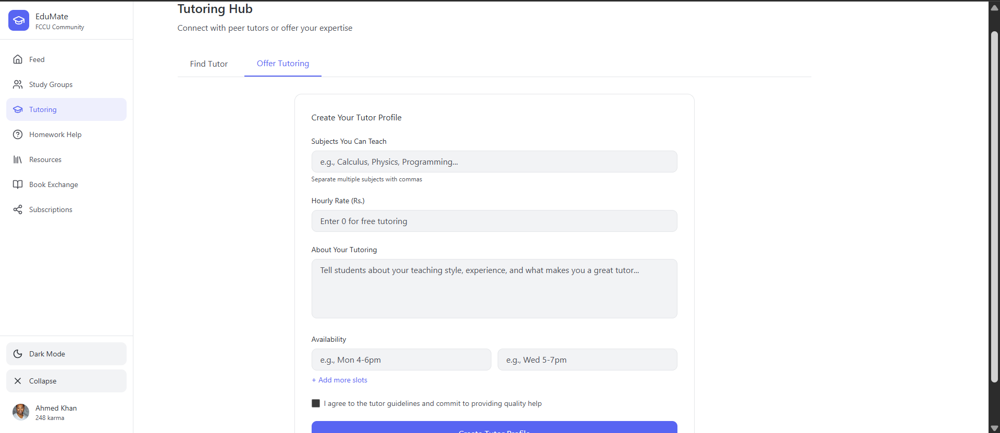 EduMate
FCCU Community
Feed
Study Groups
Tutoring
Homework Help
Resources
Book Exchange
Subscriptions
Dark Mode
Collapse
Ahmed Khan
248 karma
Tutoring Hub
Connect with peer tutors or offer your expertise
Find Tutor
Offer Tutoring
Create Your Tutor Profile
Subjects You Can Teach
e.g., Calculus, Physics, Programming...
Separate multiple subjects with commas
Hourly Rate (Rs.)
Enter 0 for free tutoring
About Your Tutoring
Tell students about your teaching style, experience, and what makes you a great tutor...
Availability
e.g., Mon 4-6pm
e.g., Wed 5-7pm
+ Add more slots
I agree to the tutor guidelines and commit to providing quality help
Create Tutor Profile